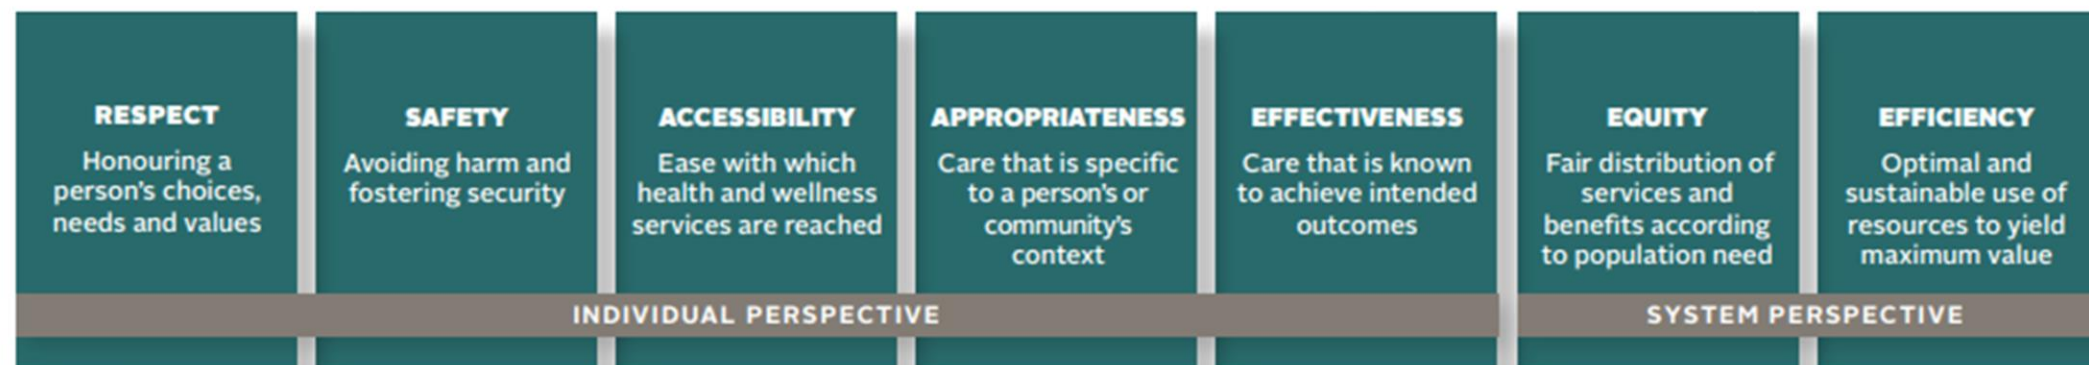 RESPECT
Honouring a
person's choices,
needs and values
SAFETY
Avoiding harm and
fostering security
ACCESSIBILITY
Ease with which
health and wellness
services are reached
APPROPRIATENESS
Care that is specific
to a person's or
community's
context
EFFECTIVENESS
Care that is known
to achieve intended
outcomes
EQUITY
Fair distribution of
services and
benefits according
to population need
EFFICIENCY
Optimal and
sustainable use of
resources to yield
maximum value
INDIVIDUAL PERSPECTIVE
SYSTEM PERSPECTIVE